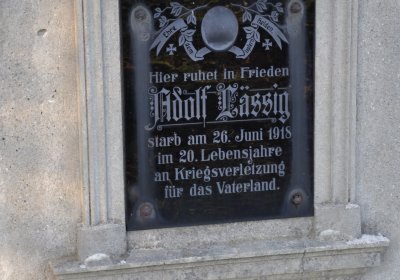 Hier ruhet in Frieden
Adolf Lässig
starb am 26. Juni 1918
im 20. Lebensjahre
an Kriegsverletzung
für das Vaterland.